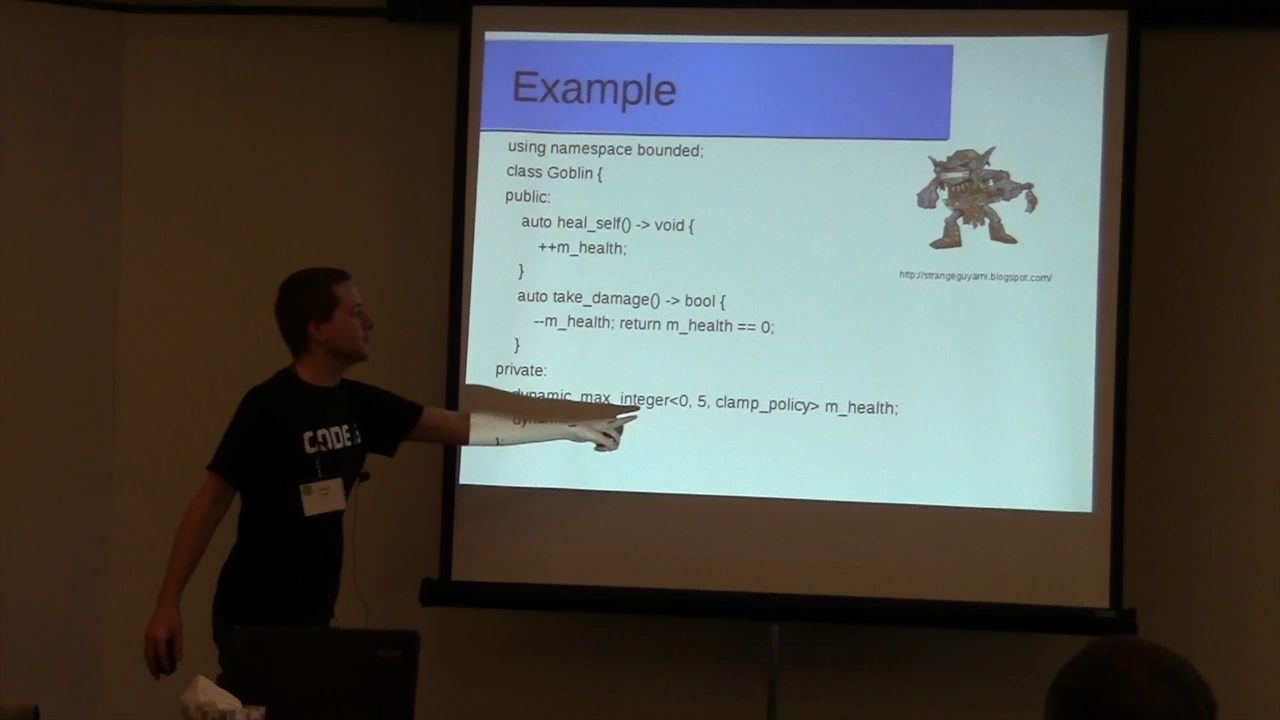 Example
using namespace bounded;
class Goblin {
public:
auto heal_self() -> void {
++m_health;
}
auto take_damage() -> bool {
--m_health; return m_health == 0;
}
private:
dynamic_max_integer<0, 5, clamp_policy> m_health;
};
http://strangeguyami.blogspot.com/
CODE